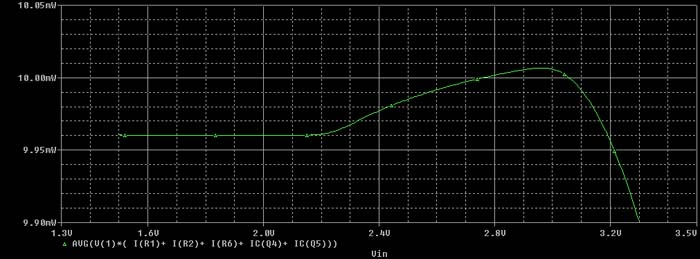 10.05mW
10.00mW
9.95mW
9.90mW
1.3V 1.6V 2.0V 2.4V 2.8V 3.2V 3.5V
AVG(V(1)*( I(R1)+ I(R2)+ I(R6)+ IC(Q4)+ IC(Q5)))
Vin